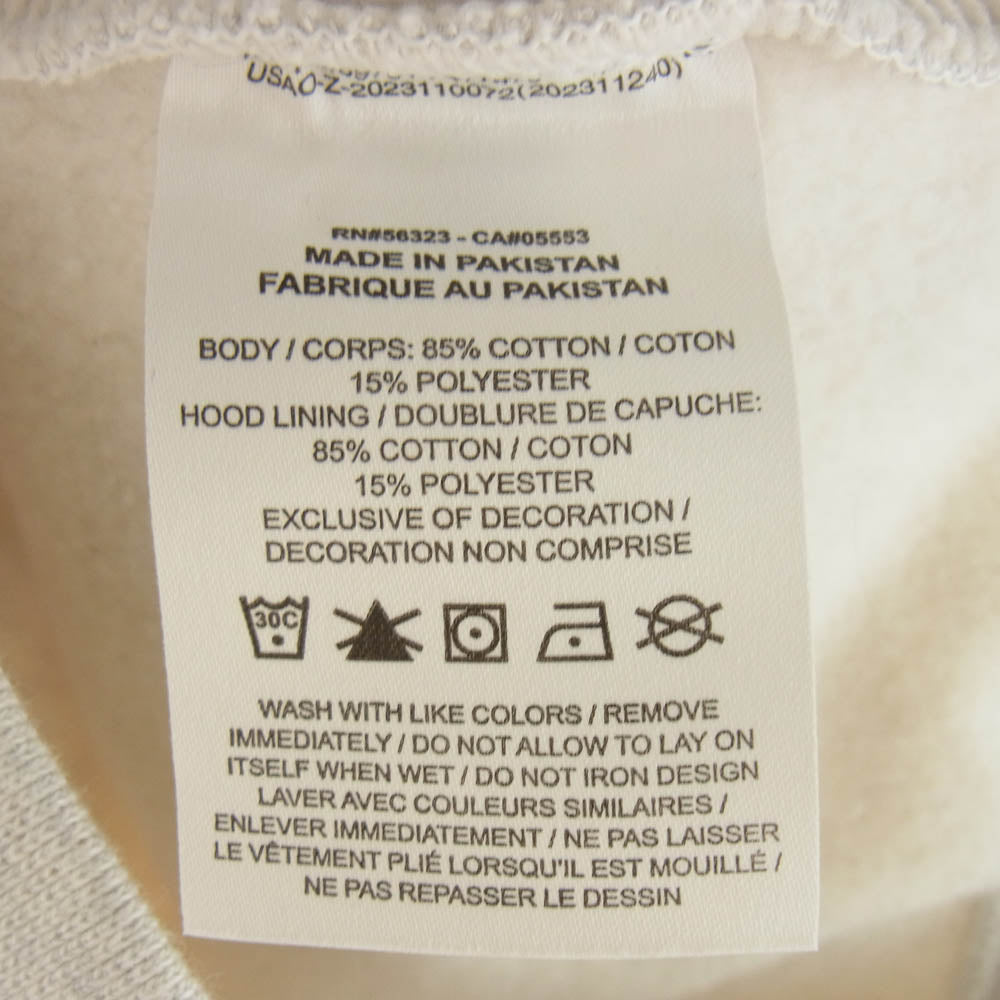 USA O-Z-2023110072(202311240)
RN#56323 - CA#05553
MADE IN PAKISTAN
FABRIQUE AU PAKISTAN
BODY / CORPS: 85% COTTON / COTON
15% POLYESTER
HOOD LINING / DOUBLURE DE CAPUCHE:
85% COTTON / COTON
15% POLYESTER
EXCLUSIVE OF DECORATION /
DECORATION NON COMPRISE
30C
WASH WITH LIKE COLORS / REMOVE
IMMEDIATELY / DO NOT ALLOW TO LAY ON
ITSELF WHEN WET / DO NOT IRON DESIGN
LAVER AVEC COULEURS SIMILAIRES /
ENLEVER IMMEDIATEMENT / NE PAS LAISSER
LE VÊTEMENT PLIÉ LORSQU'IL EST MOUILLÉ /
NE PAS REPASSER LE DESSIN